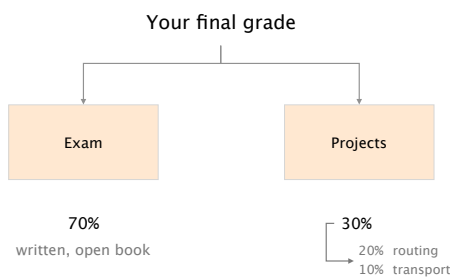 Your final grade
Exam
Projects
70%
30%
written, open book
20% routing
10% transport